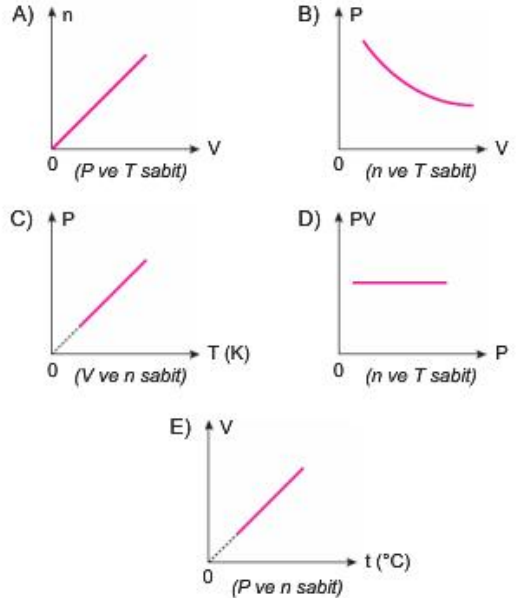 A) n
V
0
(P ve T sabit)
B) P
V
0
(n ve T sabit)
C) P
T (K)
0
(V ve n sabit)
D) PV
P
0
(n ve T sabit)
E) V
t (°C)
0
(P ve n sabit)